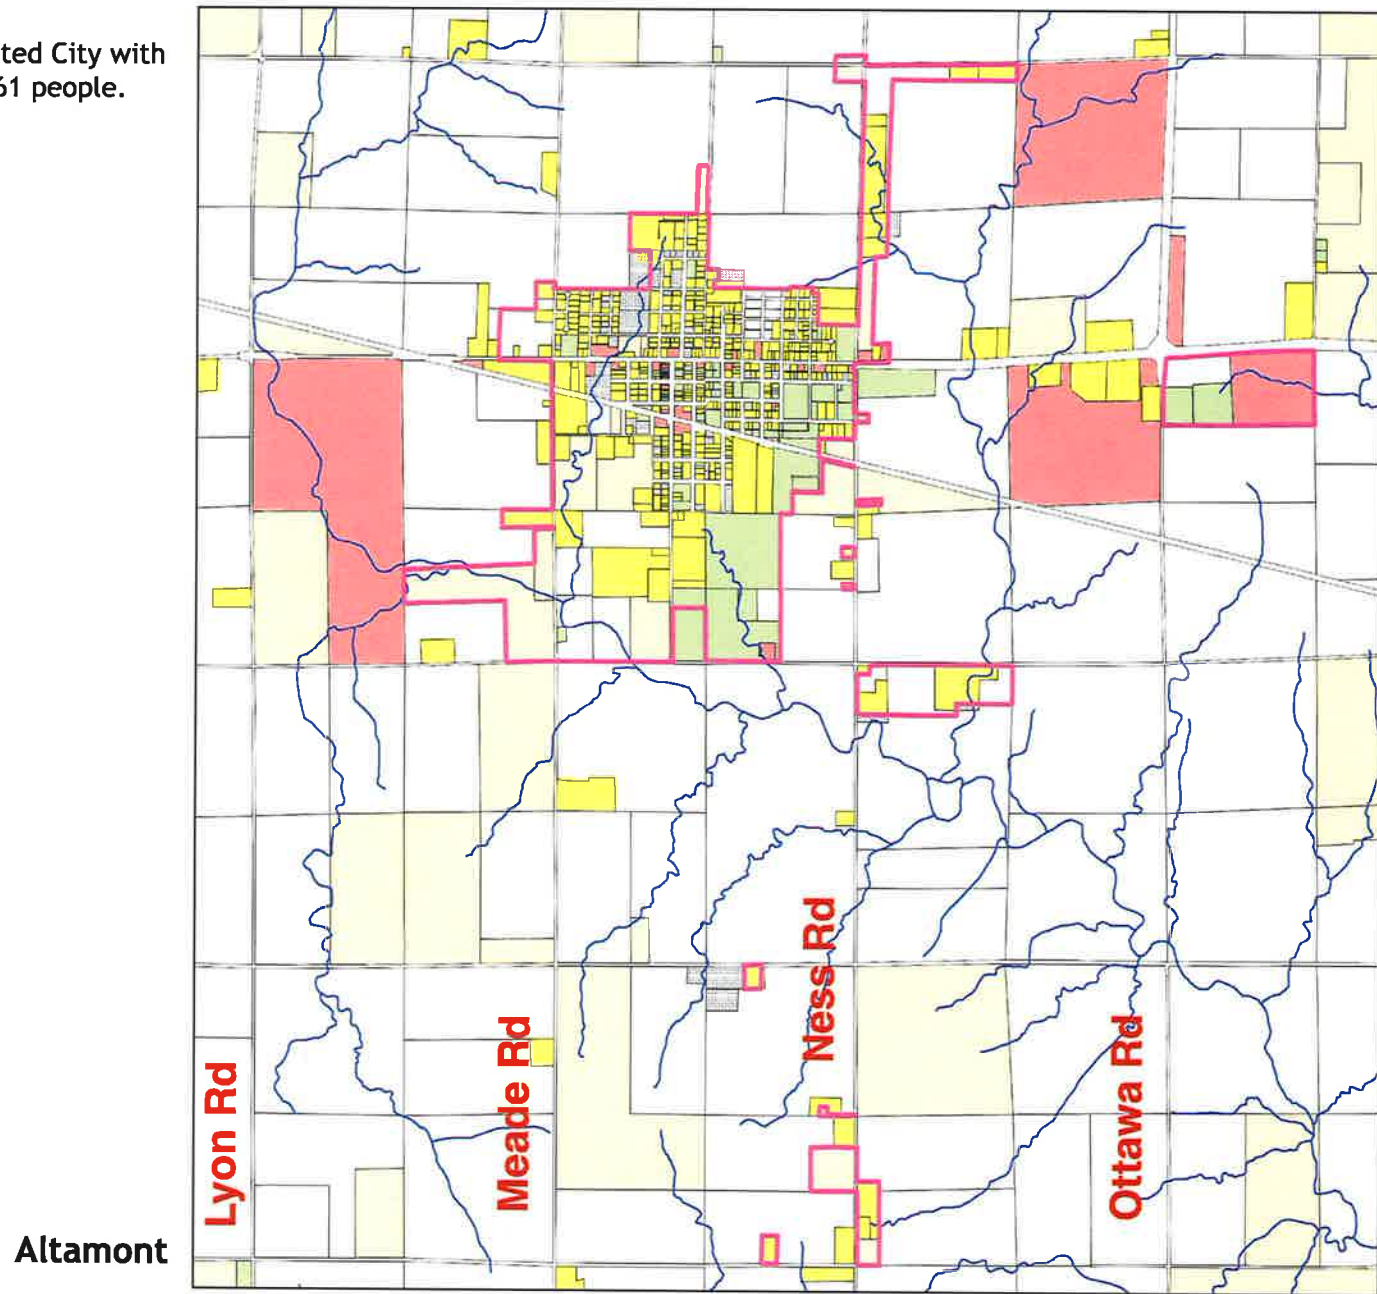 ted City with
61 people.
Ness Rd
Meade Rd
Ottawa Rd
Lyon Rd
Altamont